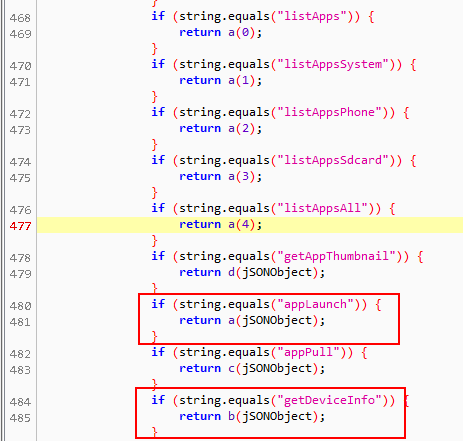 }
468 if (string.equals("listApps")) {
469 return a(0);
}
470 if (string.equals("listAppsSystem")) {
471 return a(1);
}
472 if (string.equals("listAppsPhone")) {
473 return a(2);
}
474 if (string.equals("listAppsSdcard")) {
475 return a(3);
}
476 if (string.equals("listAppsAll")) {
477 return a(4);
}
478 if (string.equals("getAppThumbnail")) {
479 return d(jSONObject);
}
480 if (string.equals("appLaunch")) {
481 return a(jSONObject);
}
482 if (string.equals("appPull")) {
483 return c(jSONObject);
}
484 if (string.equals("getDeviceInfo")) {
485 return b(jSONObject);
}